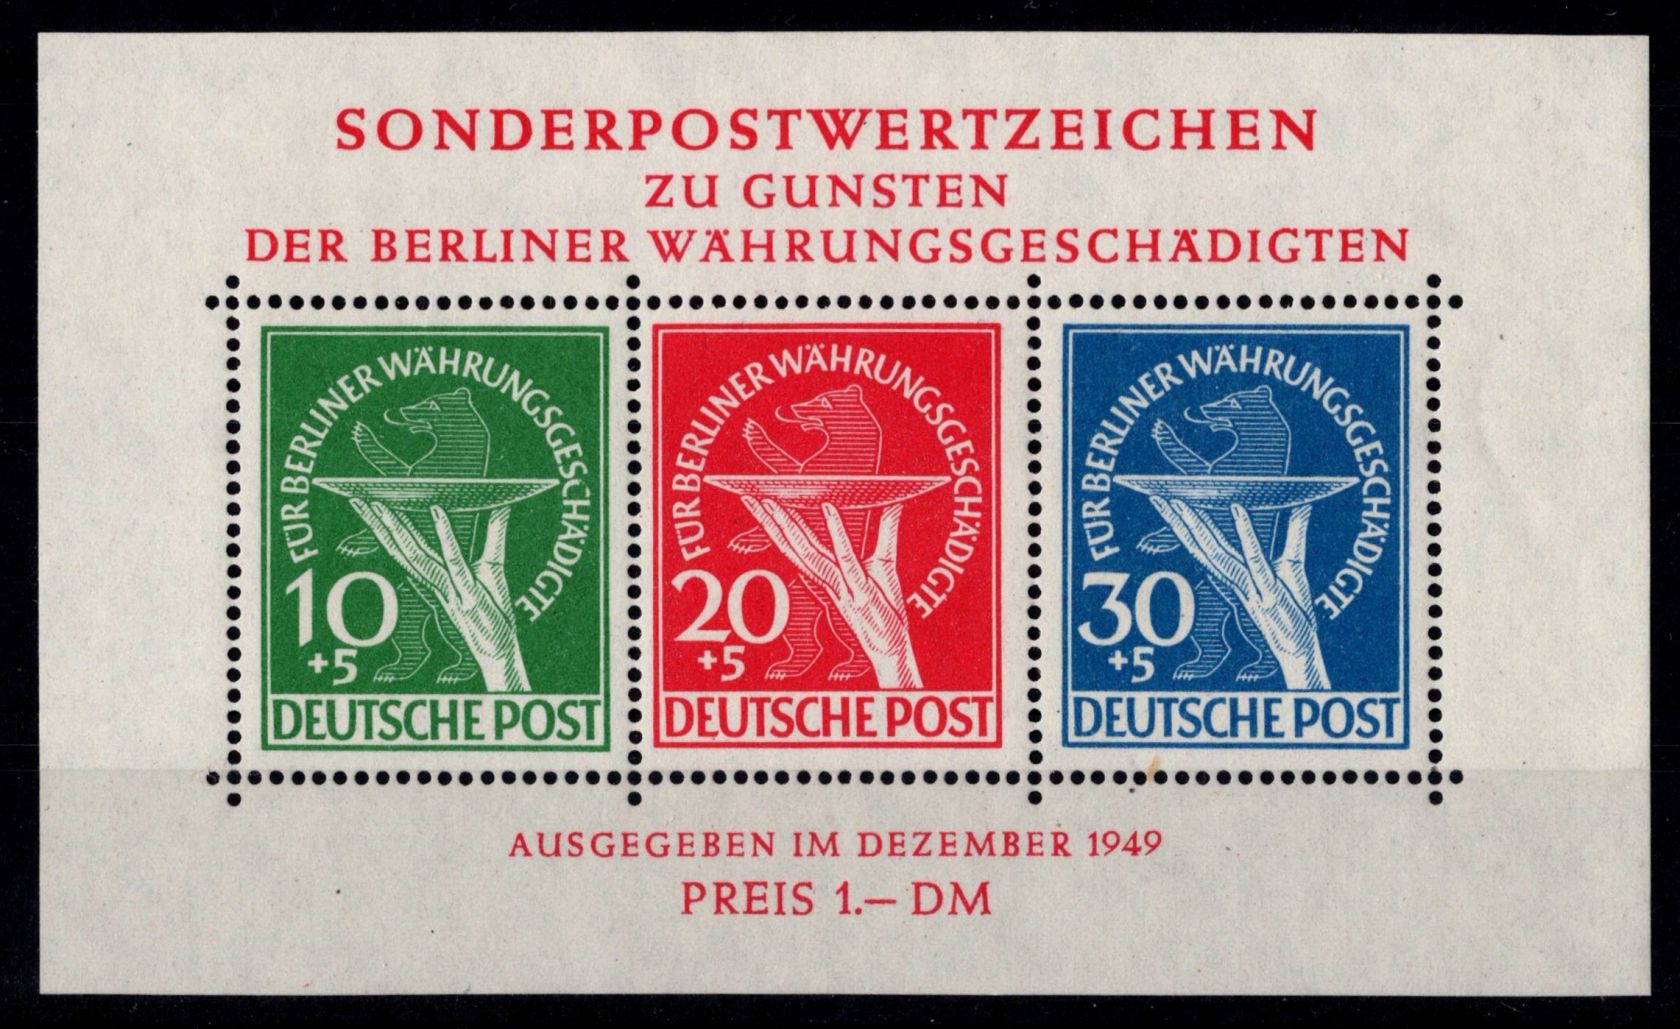 SONDERPOSTWERTZEICHEN
ZU GUNSTEN
DER BERLINER WÄHRUNGSGESCHÄDIGTEN
FÜR BERLINER WÄHRUNGSGESCHÄDIGTE
10
+5
DEUTSCHE POST
FÜR BERLINER WÄHRUNGSGESCHÄDIGTE
20
+5
DEUTSCHE POST
FÜR BERLINER WÄHRUNGSGESCHÄDIGTE
30
+5
DEUTSCHE POST
AUSGEGEBEN IM DEZEMBER 1949
PREIS 1.— DM